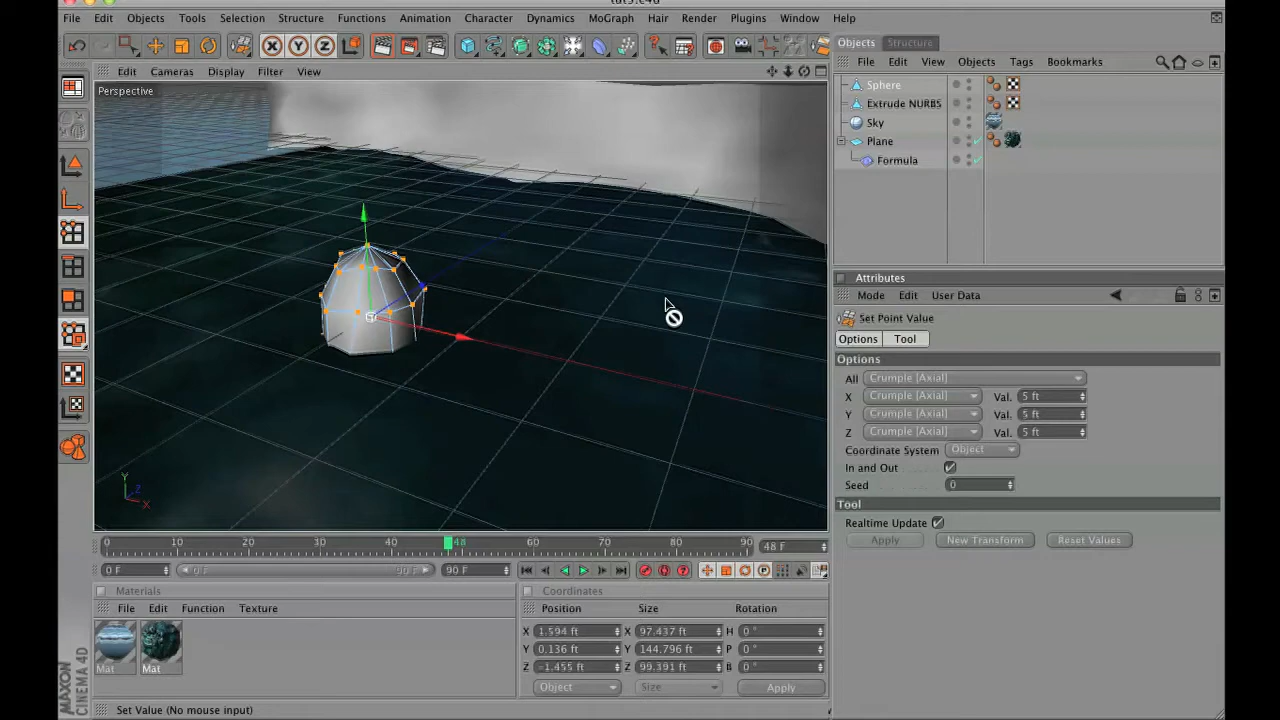 tut5.c4d
File Edit Objects Tools Selection Structure Functions Animation Character Dynamics MoGraph Hair Render Plugins Window Help
Edit Cameras Display Filter View
Perspective
Y Z X
0 10 20 30 40 48 60 70 80 90 48 F
0 F 0 F 90 F 90 F
Materials
File Edit Function Texture
Mat Mat
Coordinates
Position Size Rotation
X 1.594 ft X 97.437 ft H 0 °
Y 0.136 ft Y 144.796 ft P 0 °
Z -1.455 ft Z 99.391 ft B 0 °
Object Size Apply
Set Value (No mouse input)
MAXON CINEMA 4D
Objects Structure
File Edit View Objects Tags Bookmarks
Sphere
Extrude NURBS
Sky
Plane
Formula
Attributes
Mode Edit User Data
Set Point Value
Options Tool
Options
All Crumple [Axial]
X Crumple [Axial] Val. 5 ft
Y Crumple [Axial] Val. 5 ft
Z Crumple [Axial] Val. 5 ft
Coordinate System Object
In and Out
Seed 0
Tool
Realtime Update
Apply New Transform Reset Values